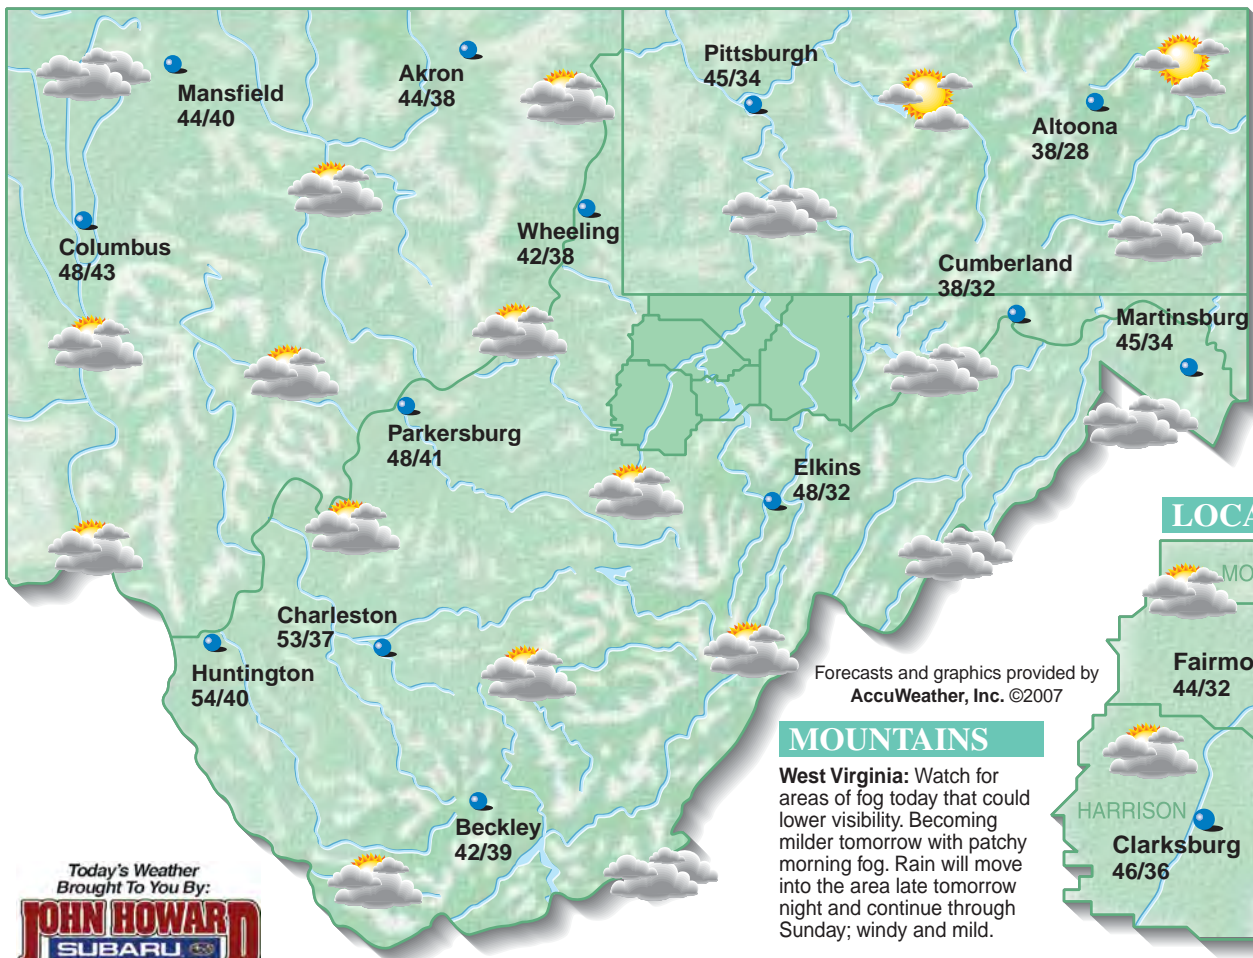 Mansfield
44/40
Akron
44/38
Pittsburgh
45/34
Altoona
38/28
Columbus
48/43
Wheeling
42/38
Cumberland
38/32
Martinsburg
45/34
Parkersburg
48/41
Elkins
48/32
Charleston
53/37
Huntington
54/40
Beckley
42/39
Forecasts and graphics provided by
AccuWeather, Inc. ©2007
MOUNTAINS
West Virginia: Watch for
areas of fog today that could
lower visibility. Becoming
milder tomorrow with patchy
morning fog. Rain will move
into the area late tomorrow
night and continue through
Sunday; windy and mild.
LOCA
MO
Fairmo
44/32
HARRISON
Clarksburg
46/36
Today's Weather
Brought To You By:
JOHN HOWARD
SUBARU